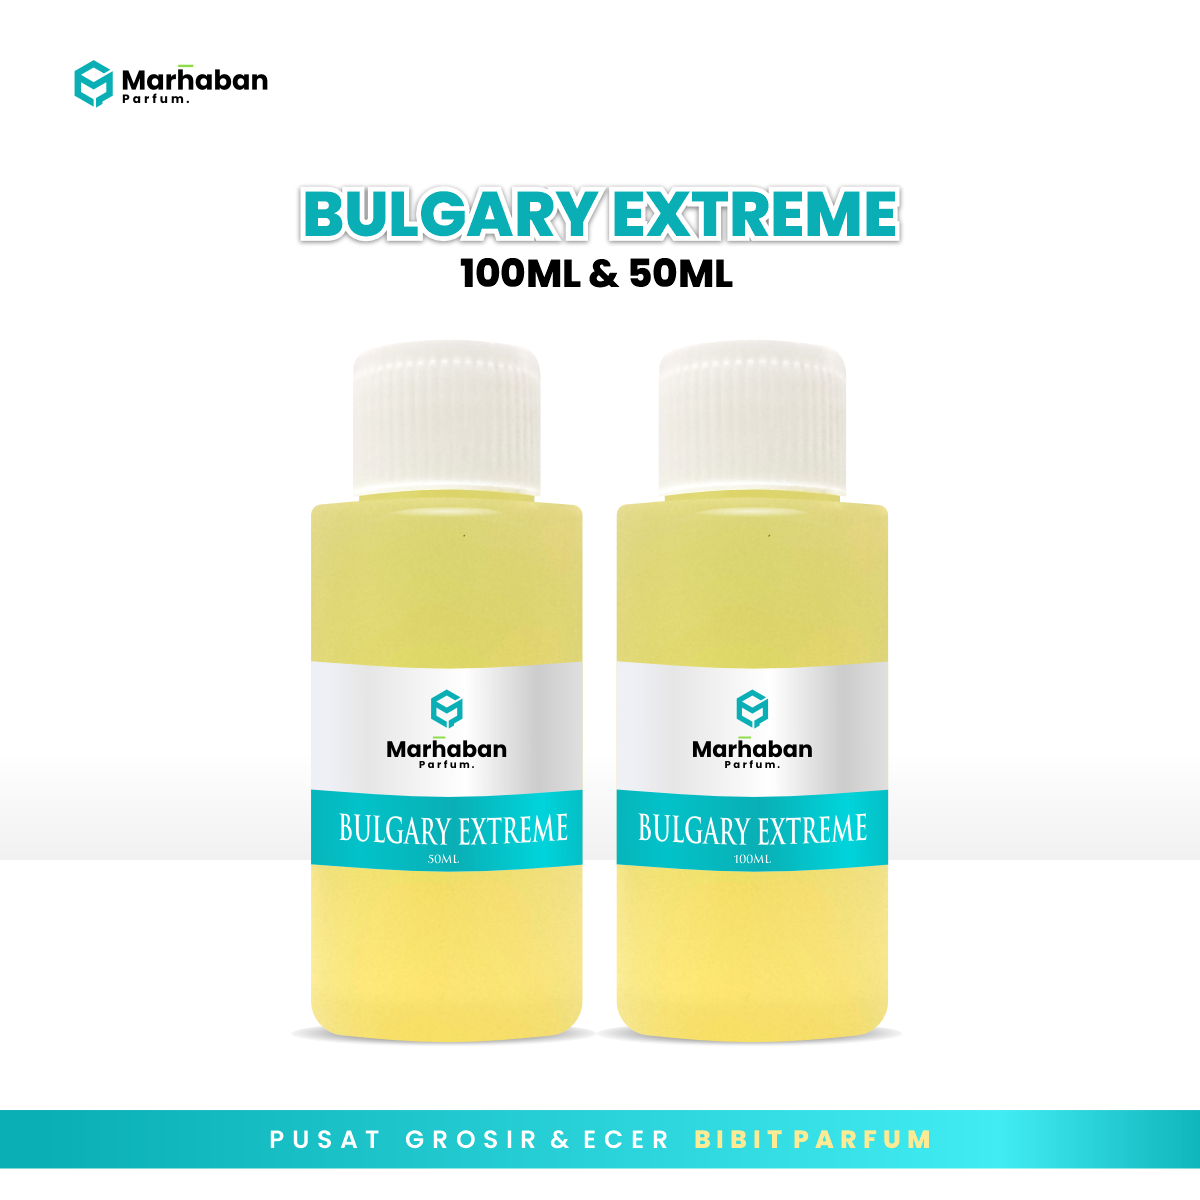 Marhaban
Parfum.
BULGARY EXTREME
100ML & 50ML
Marhaban
Parfum.
BULGARY EXTREME
50ML
Marhaban
Parfum.
BULGARY EXTREME
100ML
PUSAT GROSIR & ECER BIBIT PARFUM